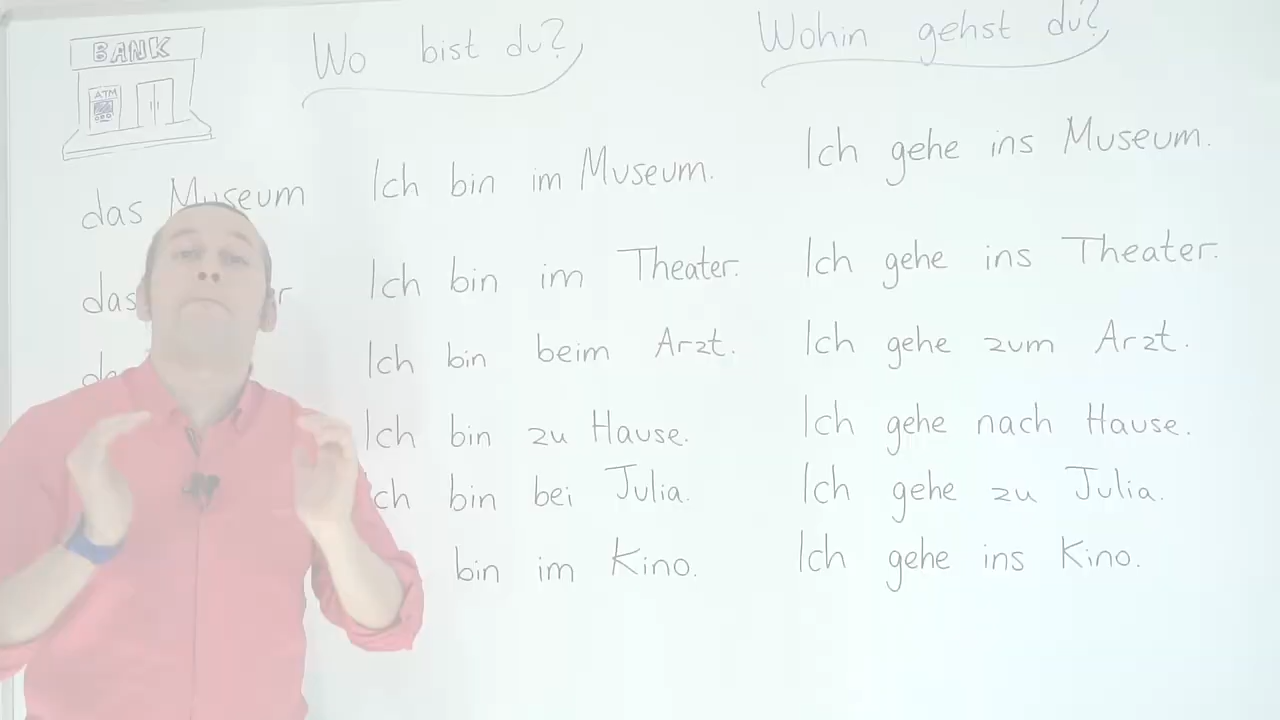 BANK
ATM
Wo bist du?
Wohin gehst du?
das Museum
Ich bin im Museum.
Ich gehe ins Museum.
das
Ich bin im Theater.
Ich gehe ins Theater.
Ich bin beim Arzt.
Ich gehe zum Arzt.
Ich bin zu Hause.
Ich gehe nach Hause.
Ich bin bei Julia.
Ich gehe zu Julia.
bin im Kino.
Ich gehe ins Kino.